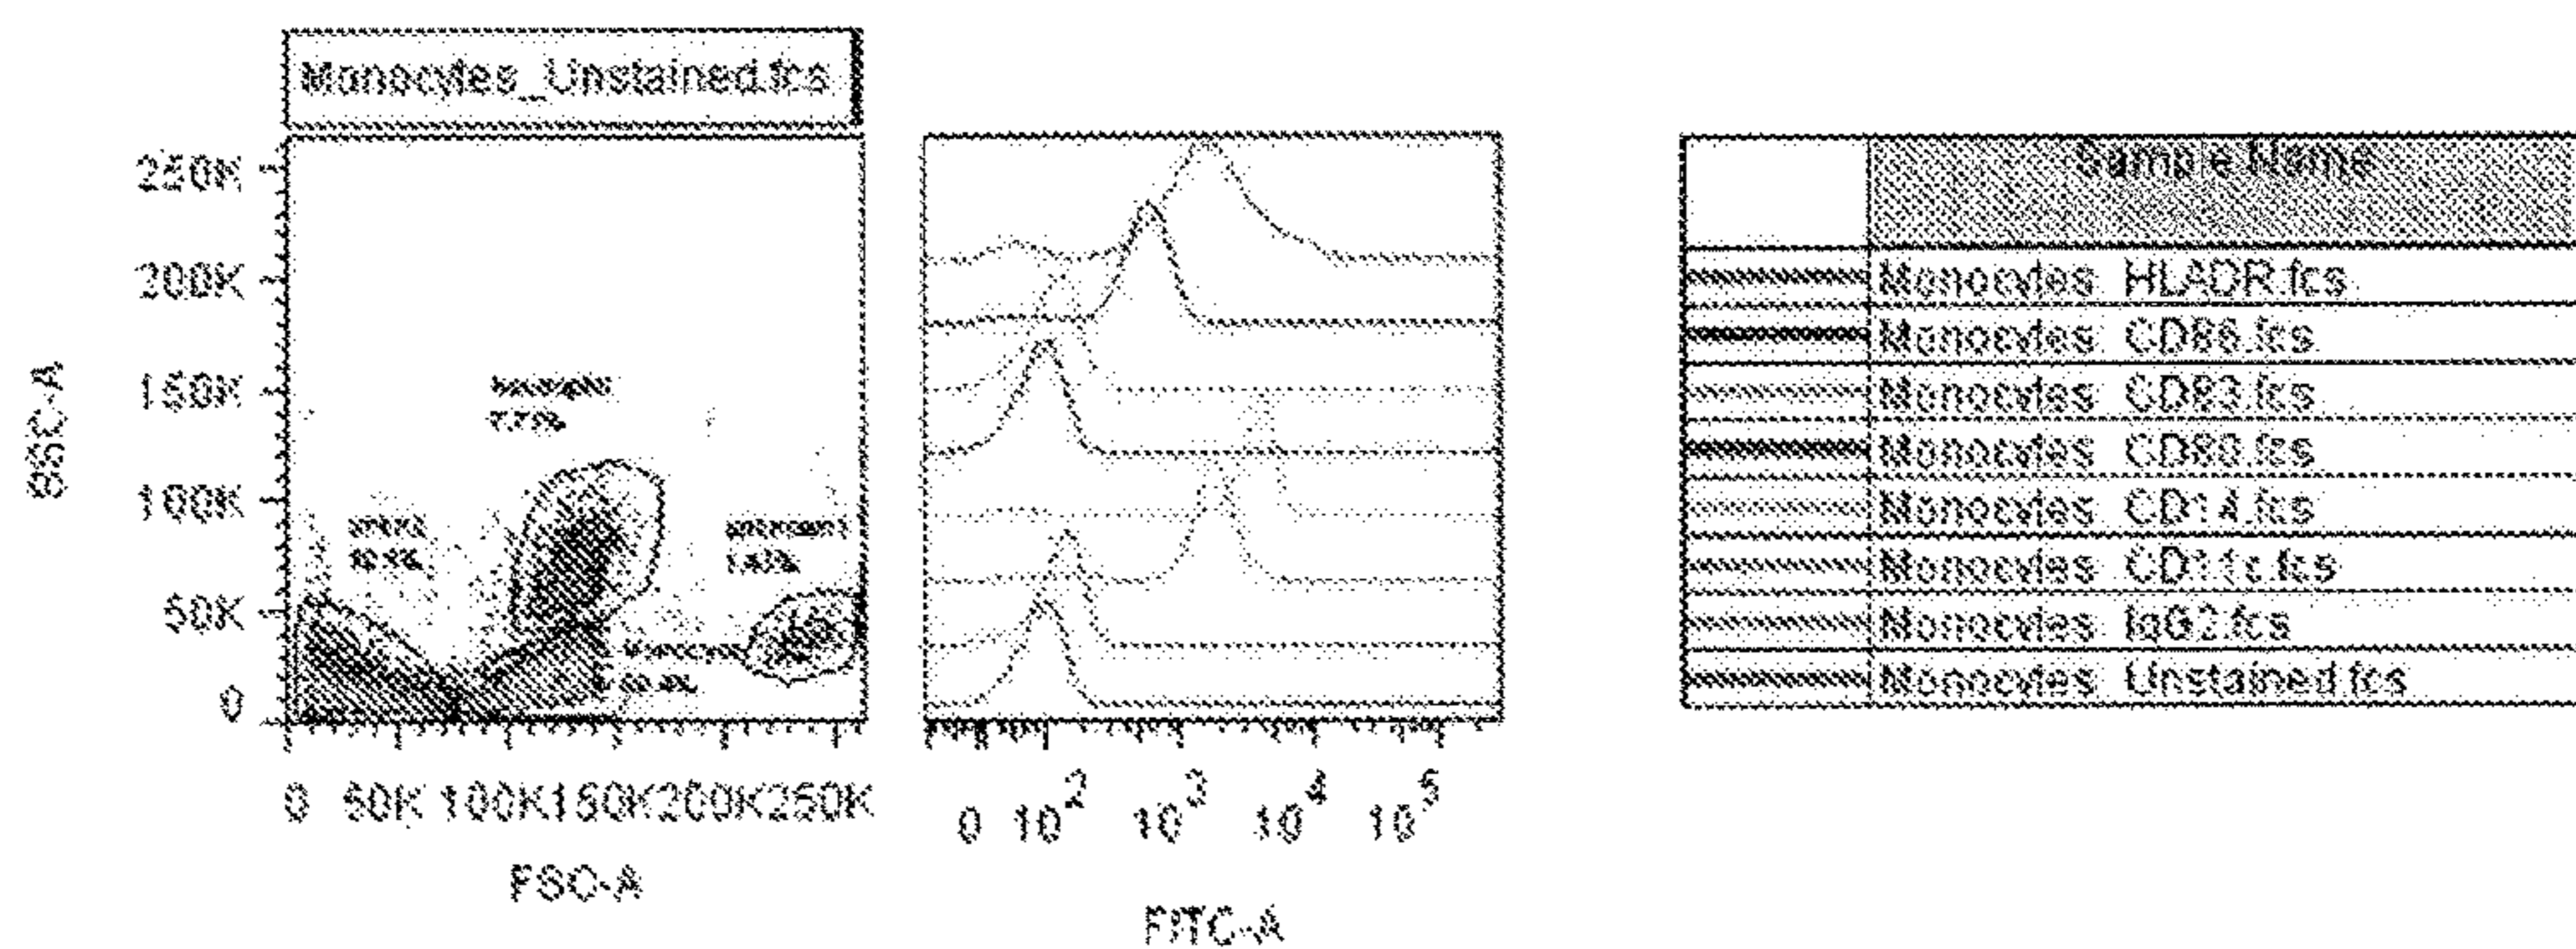 Monocytes_Unstained.fcs
250K
200K
150K
100K
50K
0
SSC-A
0 50K 100K 150K 200K 250K
FSC-A
0 10^2 10^3 10^4 10^5
FITC-A
Sample Name
Monocytes HLADR.fcs
Monocytes CD86.fcs
Monocytes CD83.fcs
Monocytes CD80.fcs
Monocytes CD14.fcs
Monocytes CD11c.fcs
Monocytes IgG2.fcs
Monocytes Unstained.fcs